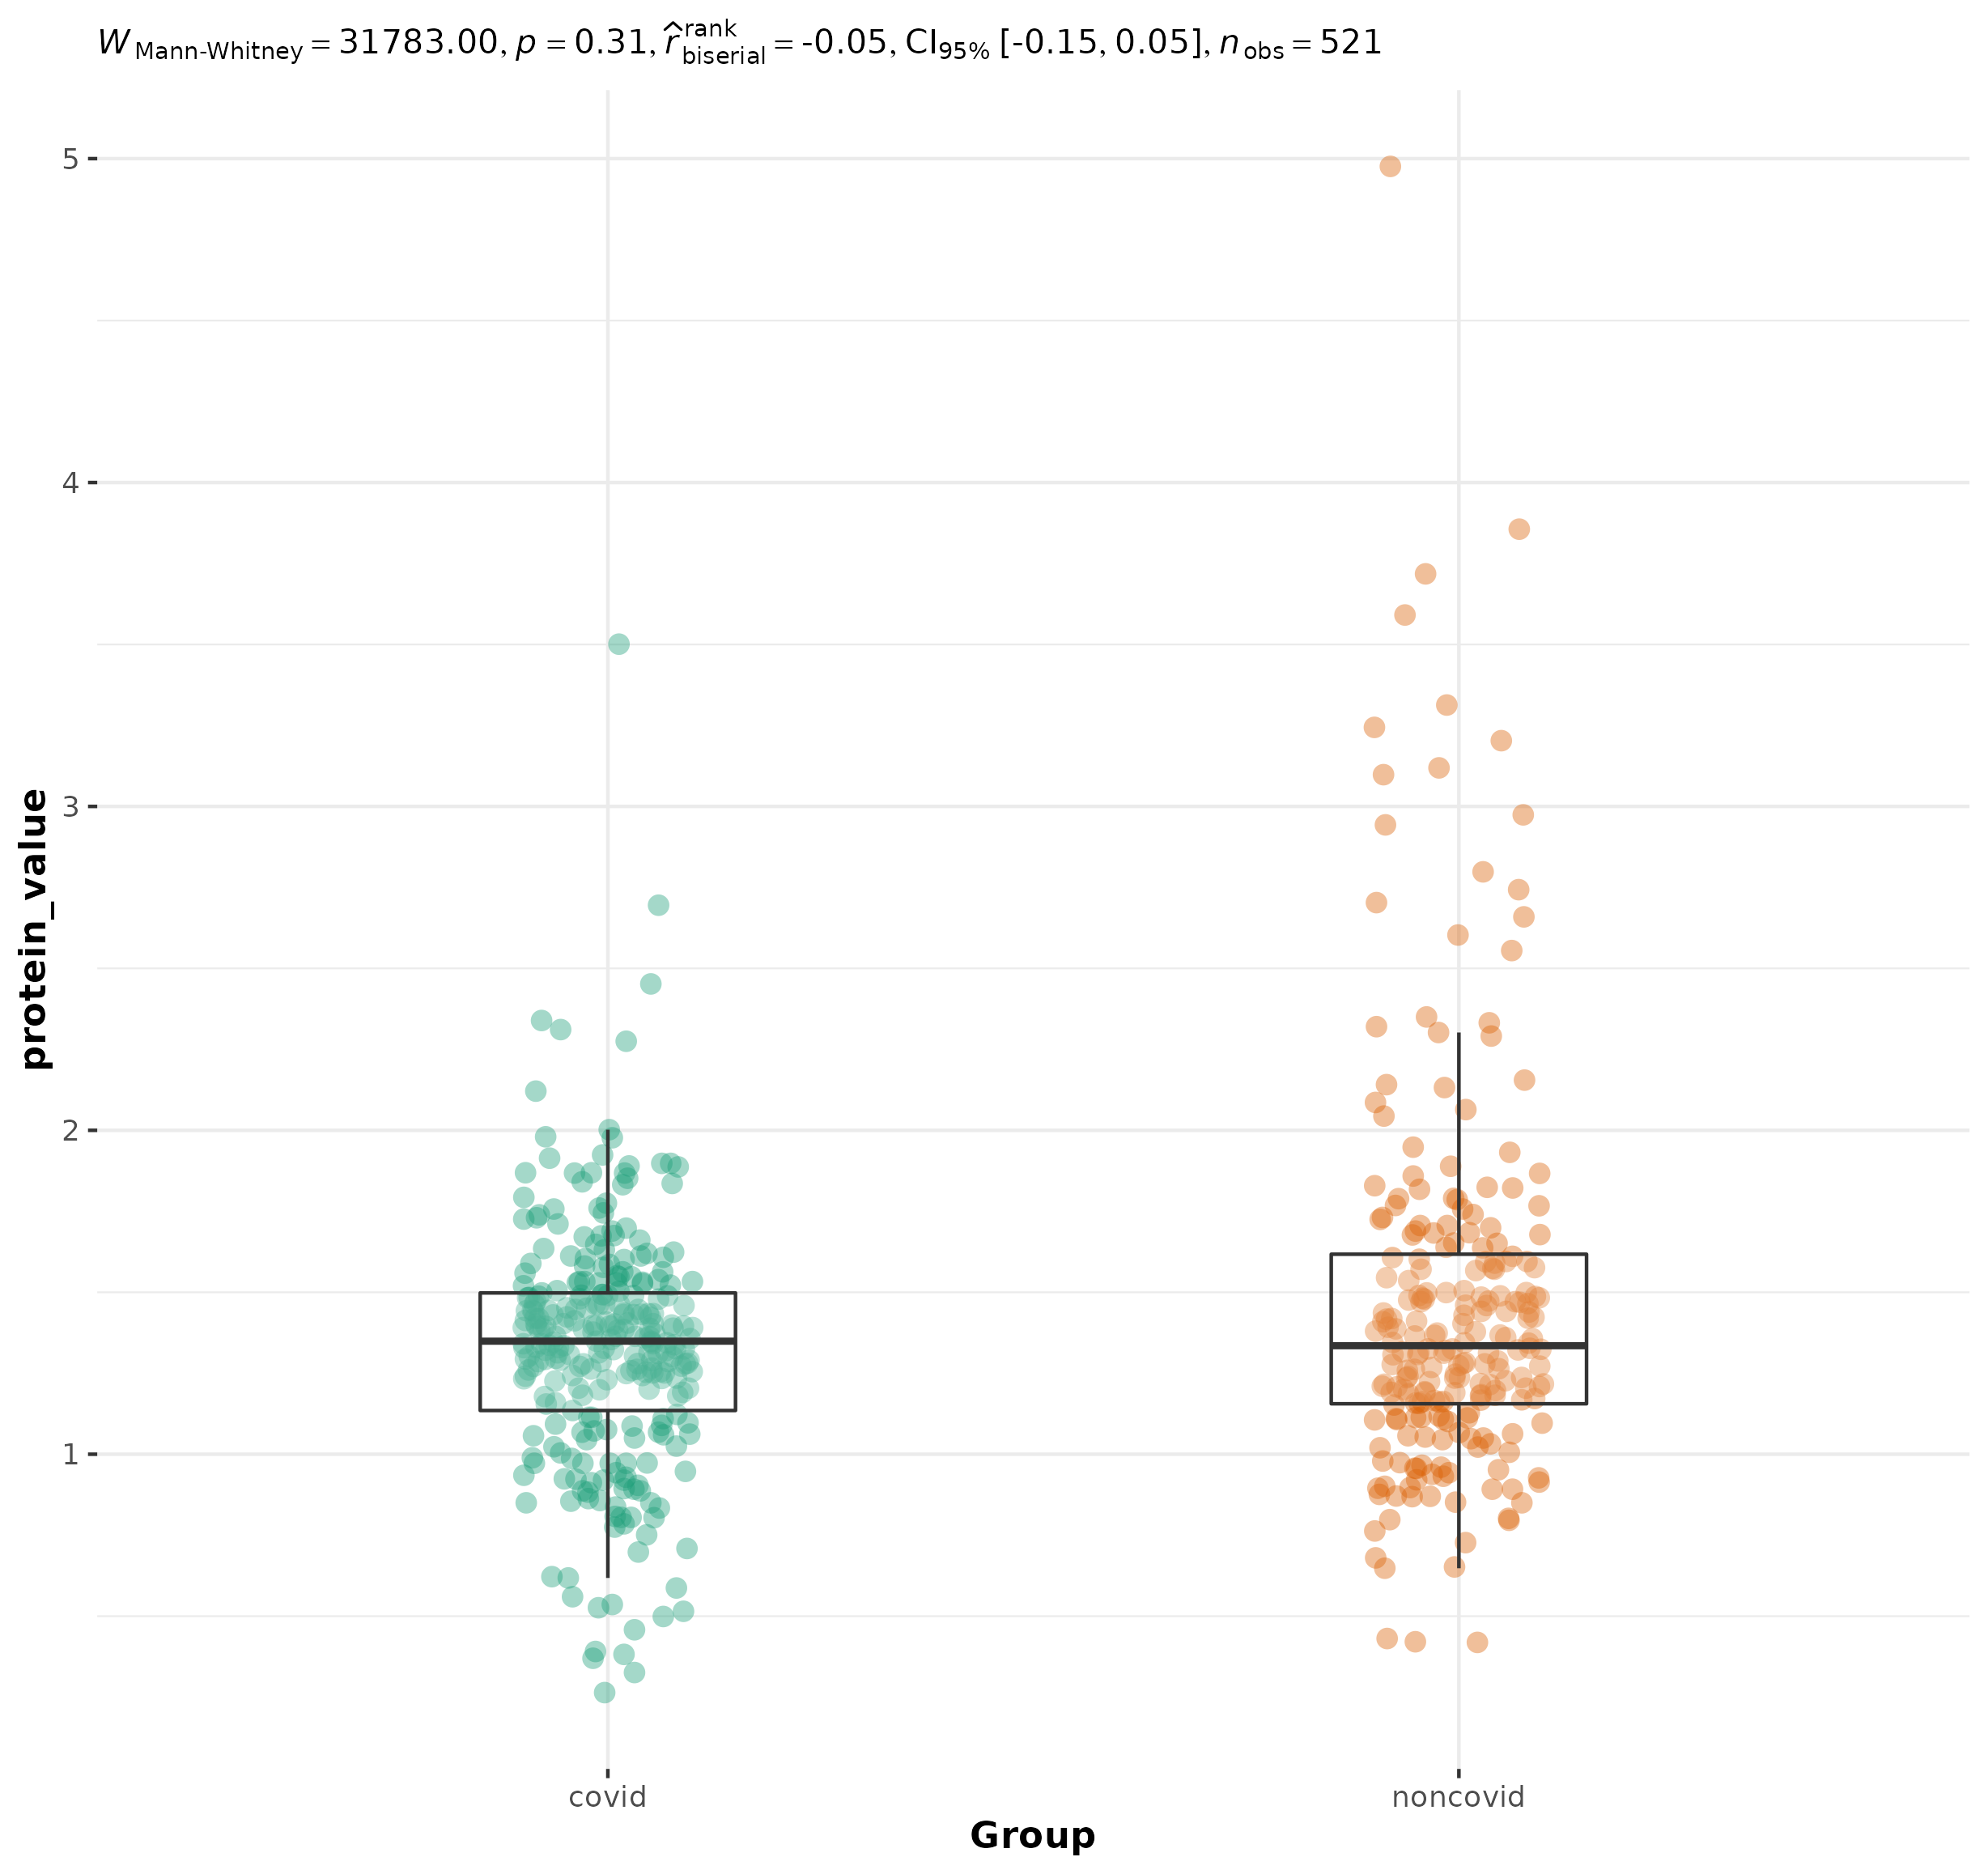 W Mann-Whitney = 31783.00, p = 0.31, r̂ rank biserial = -0.05, CI95% [-0.15, 0.05], n obs = 521
5
4
3
2
1
protein_value
covid noncovid
Group